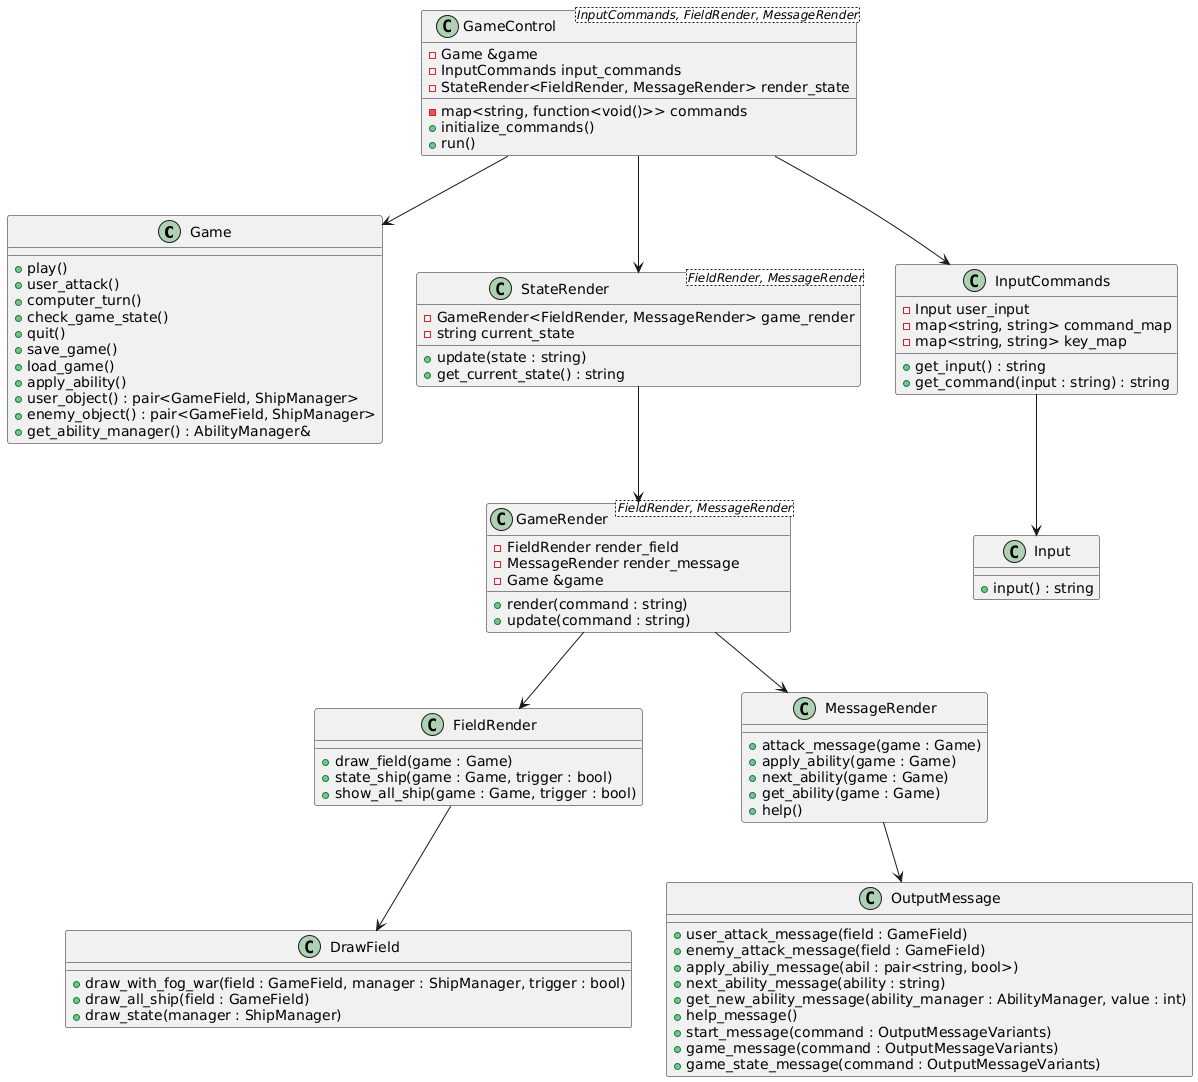 GameControl
InputCommands, FieldRender, MessageRender
Game &game
InputCommands input_commands
StateRender<FieldRender, MessageRender> render_state
map<string, function<void()>> commands
initialize_commands()
run()
Game
play()
user_attack()
computer_turn()
check_game_state()
quit()
save_game()
load_game()
apply_ability()
user_object() : pair<GameField, ShipManager>
enemy_object() : pair<GameField, ShipManager>
get_ability_manager() : AbilityManager&
StateRender
FieldRender, MessageRender
GameRender<FieldRender, MessageRender> game_render
string current_state
update(state : string)
get_current_state() : string
InputCommands
Input user_input
map<string, string> command_map
map<string, string> key_map
get_input() : string
get_command(input : string) : string
GameRender
FieldRender, MessageRender
FieldRender render_field
MessageRender render_message
Game &game
render(command : string)
update(command : string)
Input
input() : string
FieldRender
draw_field(game : Game)
state_ship(game : Game, trigger : bool)
show_all_ship(game : Game, trigger : bool)
MessageRender
attack_message(game : Game)
apply_ability(game : Game)
next_ability(game : Game)
get_ability(game : Game)
help()
DrawField
draw_with_fog_war(field : GameField, manager : ShipManager, trigger : bool)
draw_all_ship(field : GameField)
draw_state(manager : ShipManager)
OutputMessage
user_attack_message(field : GameField)
enemy_attack_message(field : GameField)
apply_abiliy_message(abil : pair<string, bool>)
next_ability_message(ability : string)
get_new_ability_message(ability_manager : AbilityManager, value : int)
help_message()
start_message(command : OutputMessageVariants)
game_message(command : OutputMessageVariants)
game_state_message(command : OutputMessageVariants)